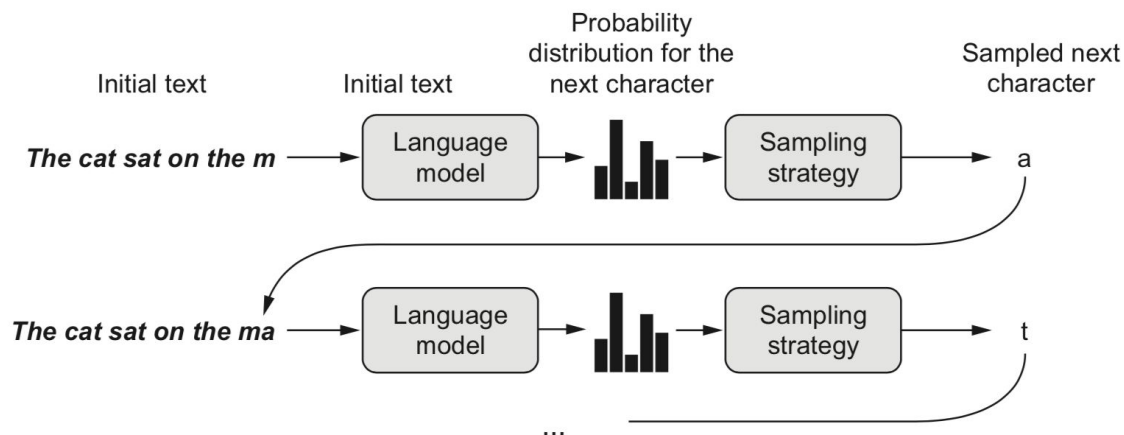 Probability
distribution for the
next character
Sampled next
character
Initial text
Initial text
The cat sat on the m
Language
model
Sampling
strategy
a
The cat sat on the ma
Language
model
Sampling
strategy
t
...